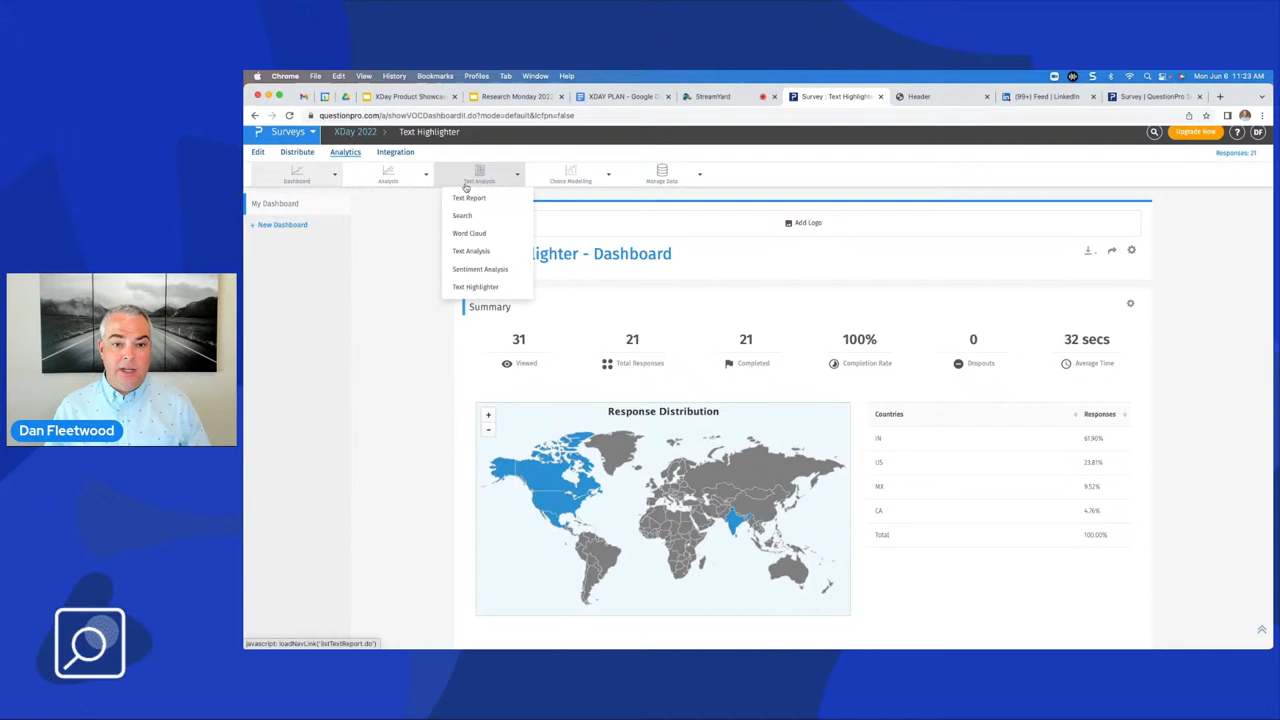 Chrome File Edit View History Bookmarks Profiles Tab Window Help
Mon Jun 6 11:23 AM
XDay Product Showcas
Research Monday 2022
XDAY PLAN - Google D
StreamYard
Survey : Text Highlighter
Header
(99+) Feed | LinkedIn
Survey | QuestionPro S
questionpro.com/a/showVOCDashboardII.do?mode=default&lcfpn=false
Surveys
XDay 2022
Text Highlighter
Upgrade Now
?
DF
Edit Distribute Analytics Integration
Responses: 21
Dashboard
Analysis
Text Analysis
Choice Modelling
Manage Data
My Dashboard
+ New Dashboard
Text Report
Search
Word Cloud
Text Analysis
Sentiment Analysis
Text Highlighter
Add Logo
lighter - Dashboard
Summary
31 21 21 100% 0 32 secs
Viewed Total Responses Completed Completion Rate Dropouts Average Time
+
-
Response Distribution
Countries Responses
IN 61.90%
US 23.81%
MX 9.52%
CA 4.76%
Total 100.00%
Dan Fleetwood
javascript: loadNavLink('listTextReport.do')